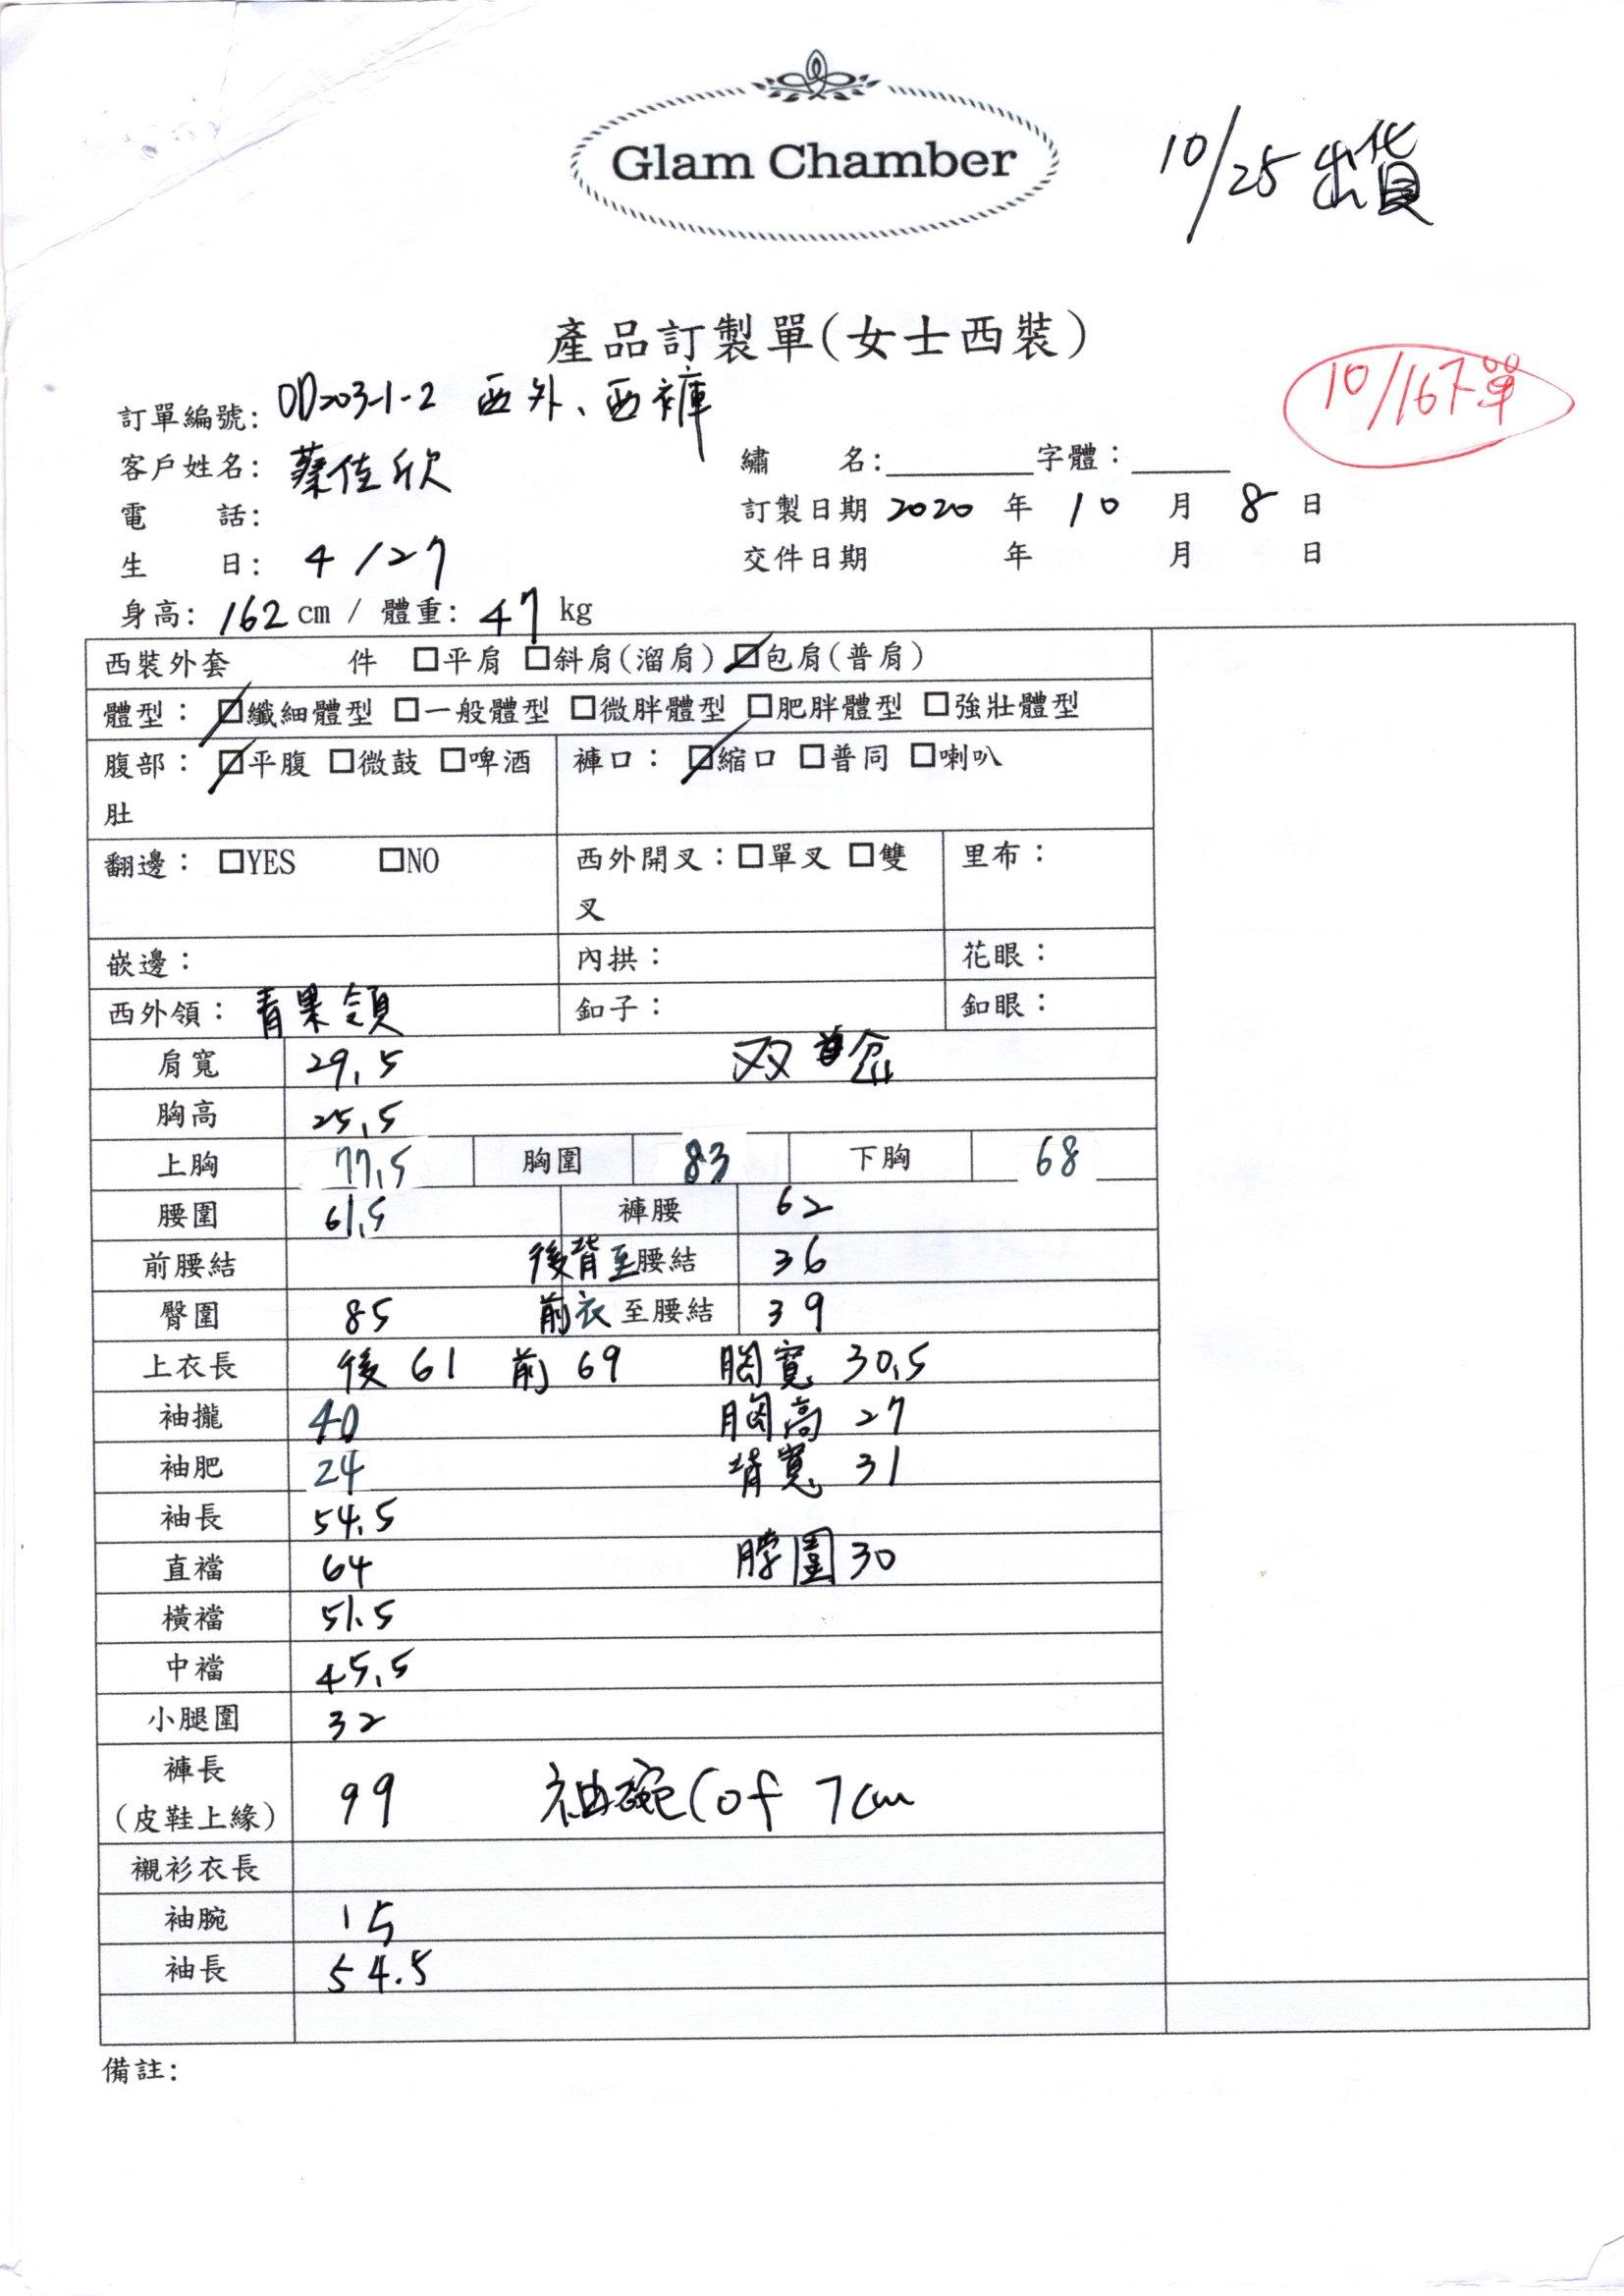 Glam Chamber
10/25 出貨
產品訂製單(女士西裝)
10/16下單
訂單編號: OD203-1-2 西外、西褲
客戶姓名: 蔡佳欣 繡 名:________字體：_____
電 話: 訂製日期 2020 年 10 月 8 日
生 日: 4/27 交件日期 年 月 日
身高: 162 cm / 體重: 47 kg
西裝外套 件 □平肩 □斜肩(溜肩) ☑包肩(普肩)
體型： ☑纖細體型 □一般體型 □微胖體型 □肥胖體型 □強壯體型
腹部： ☑平腹 □微鼓 □啤酒肚 褲口： ☑縮口 □普同 □喇叭
翻邊： □YES □NO 西外開叉：□單叉 □雙叉 里布：
嵌邊： 內拱： 花眼：
西外領： 青果領 釦子： 釦眼：
肩寬 29.5 双
胸高 25.5
上胸 77.5 胸圍 83 下胸 68
腰圍 61.5 褲腰 62
前腰結 後背至腰結 36
臀圍 85 前衣至腰結 39
上衣長 後 61 前 69 胸寬 30.5
袖攏 40 胸高 27
袖肥 24 背寬 31
袖長 54.5
直襠 64 脖圍 30
橫襠 51.5
中襠 45.5
小腿圍 32
褲長
(皮鞋上緣) 99 袖碗 Cof 7cm
襯衫衣長
袖腕 15
袖長 54.5
備註: